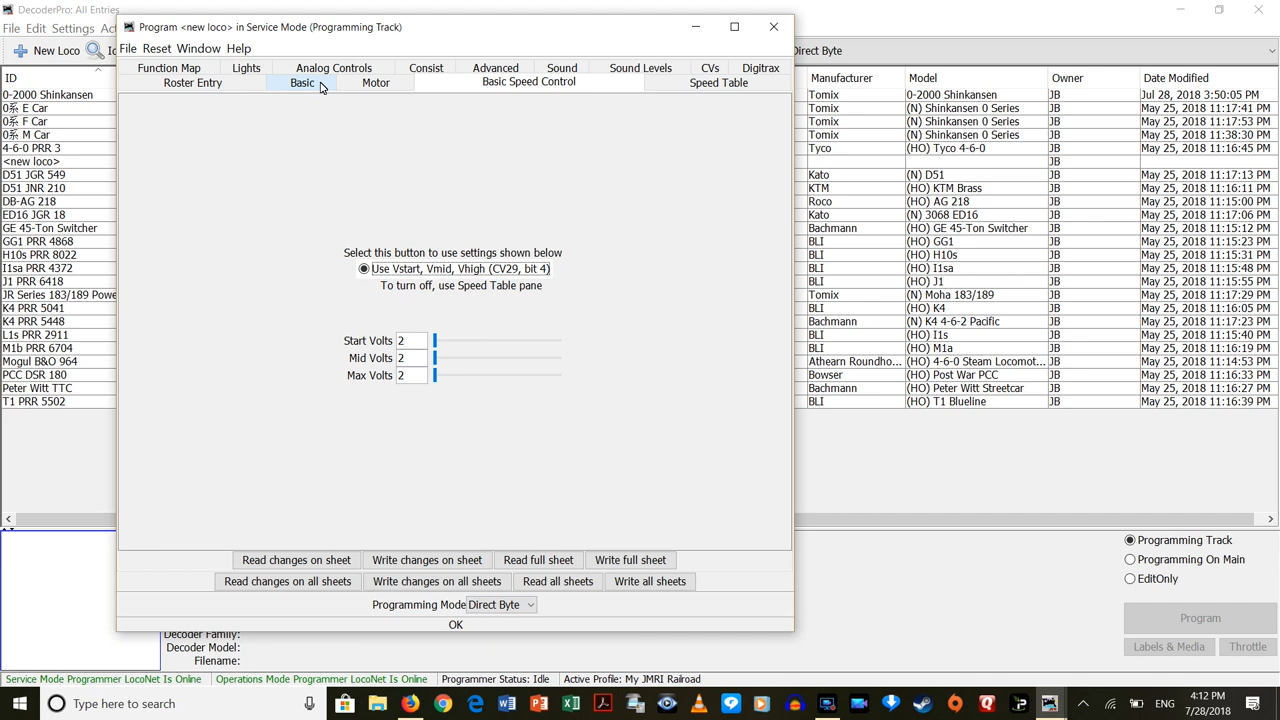 DecoderPro: All Entries
File Edit Settings
New Loco
Direct Byte
ID
0-2000 Shinkansen
0系 E Car
0系 F Car
0系 M Car
4-6-0 PRR 3
<new loco>
D51 JGR 549
D51 JNR 210
DB-AG 218
ED16 JGR 18
GE 45-Ton Switcher
GG1 PRR 4868
H10s PRR 8022
I1sa PRR 4372
J1 PRR 6418
JR Series 183/189 Powe
K4 PRR 5041
K4 PRR 5448
L1s PRR 2911
M1b PRR 6704
Mogul B&O 964
PCC DSR 180
Peter Witt TTC
T1 PRR 5502
Program <new loco> in Service Mode (Programming Track)
File Reset Window Help
Function Map Lights Analog Controls Consist Advanced Sound Sound Levels CVs Digitrax
Roster Entry Basic Motor Basic Speed Control Speed Table
Select this button to use settings shown below
Use Vstart, Vmid, Vhigh (CV29, bit 4)
To turn off, use Speed Table pane
Start Volts 2
Mid Volts 2
Max Volts 2
Read changes on sheet Write changes on sheet Read full sheet Write full sheet
Read changes on all sheets Write changes on all sheets Read all sheets Write all sheets
Programming Mode Direct Byte
OK
Manufacturer Model Owner Date Modified
Tomix 0-2000 Shinkansen JB Jul 28, 2018 3:50:05 PM
Tomix (N) Shinkansen 0 Series JB May 25, 2018 11:17:41 PM
Tomix (N) Shinkansen 0 Series JB May 25, 2018 11:17:53 PM
Tomix (N) Shinkansen 0 Series JB May 25, 2018 11:38:30 PM
Tyco (HO) Tyco 4-6-0 JB May 25, 2018 11:16:45 PM
JB
Kato (N) D51 JB May 25, 2018 11:17:13 PM
KTM (HO) KTM Brass JB May 25, 2018 11:16:11 PM
Roco (HO) AG 218 JB May 25, 2018 11:15:00 PM
Kato (N) 3068 ED16 JB May 25, 2018 11:17:06 PM
Bachmann (HO) GE 45-Ton Switcher JB May 25, 2018 11:15:12 PM
BLI (HO) GG1 JB May 25, 2018 11:15:23 PM
BLI (HO) H10s JB May 25, 2018 11:15:31 PM
BLI (HO) I1sa JB May 25, 2018 11:15:48 PM
BLI (HO) J1 JB May 25, 2018 11:15:55 PM
Tomix (N) Moha 183/189 JB May 25, 2018 11:17:29 PM
BLI (HO) K4 JB May 25, 2018 11:16:01 PM
Bachmann (N) K4 4-6-2 Pacific JB May 25, 2018 11:17:23 PM
BLI (HO) I1s JB May 25, 2018 11:15:40 PM
BLI (HO) M1a JB May 25, 2018 11:16:19 PM
Athearn Roundho... (HO) 4-6-0 Steam Locomot... JB May 25, 2018 11:14:53 PM
Bowser (HO) Post War PCC JB May 25, 2018 11:16:33 PM
Bachmann (HO) Peter Witt Streetcar JB May 25, 2018 11:16:27 PM
BLI (HO) T1 Blueline JB May 25, 2018 11:16:39 PM
Programming Track
Programming On Main
EditOnly
Program
Labels & Media Throttle
Decoder Family:
Decoder Model:
Filename:
Service Mode Programmer LocoNet Is Online Operations Mode Programmer LocoNet Is Online Programmer Status: Idle Active Profile: My JMRI Railroad
Type here to search
ENG
4:12 PM
7/28/2018